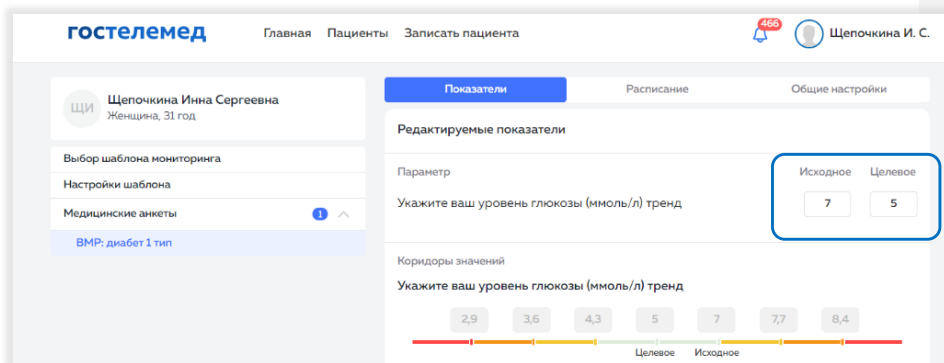 гостелемед Главная Пациенты Записать пациента 466 Щепочкина И. С.
ЩИ Щепочкина Инна Сергеевна
Женщина, 31 год
Выбор шаблона мониторинга
Настройки шаблона
Медицинские анкеты 1
ВМР: диабет 1 тип
Показатели Расписание Общие настройки
Редактируемые показатели
Параметр Исходное Целевое
Укажите ваш уровень глюкозы (ммоль/л) тренд 7 5
Коридоры значений
Укажите ваш уровень глюкозы (ммоль/л) тренд
2,9 3,6 4,3 5 7 7,7 8,4
Целевое Исходное